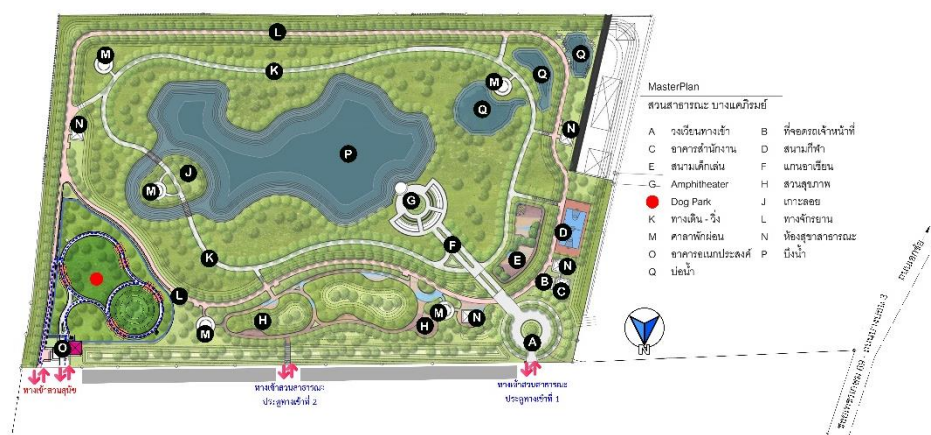 MasterPlan
สวนสาธารณะ บางแคภิรมย์
A วงเวียนทางเข้า B ที่จอดรถเจ้าหน้าที่
C อาคารสำนักงาน D สนามกีฬา
E สนามเด็กเล่น F แกนอาเซียน
G Amphitheater H สวนสุขภาพ
Dog Park J เกาะลอย
K ทางเดิน - วิ่ง L ทางจักรยาน
M ศาลาพักผ่อน N ห้องสุขาสาธารณะ
O อาคารอเนกประสงค์ P บึงน้ำ
Q บ่อน้ำ
L
M
K
M
Q
Q
Q
N
N
P
J
M
G
D
F
E
K
N
B
C
L
M
H
H
M
N
A
O
N
ทางเข้าสวนสุนัข
ทางเข้าสวนสาธารณะ
ประตูทางเข้าที่ 2
ทางเข้าสวนสาธารณะ
ประตูทางเข้าที่ 1